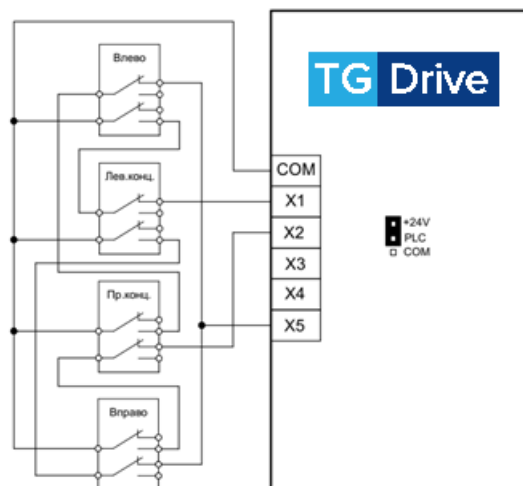 Влево
TG Drive
Лев.конц.
COM
X1
X2
X3
X4
X5
+24V
PLC
COM
Пр.конц.
Вправо